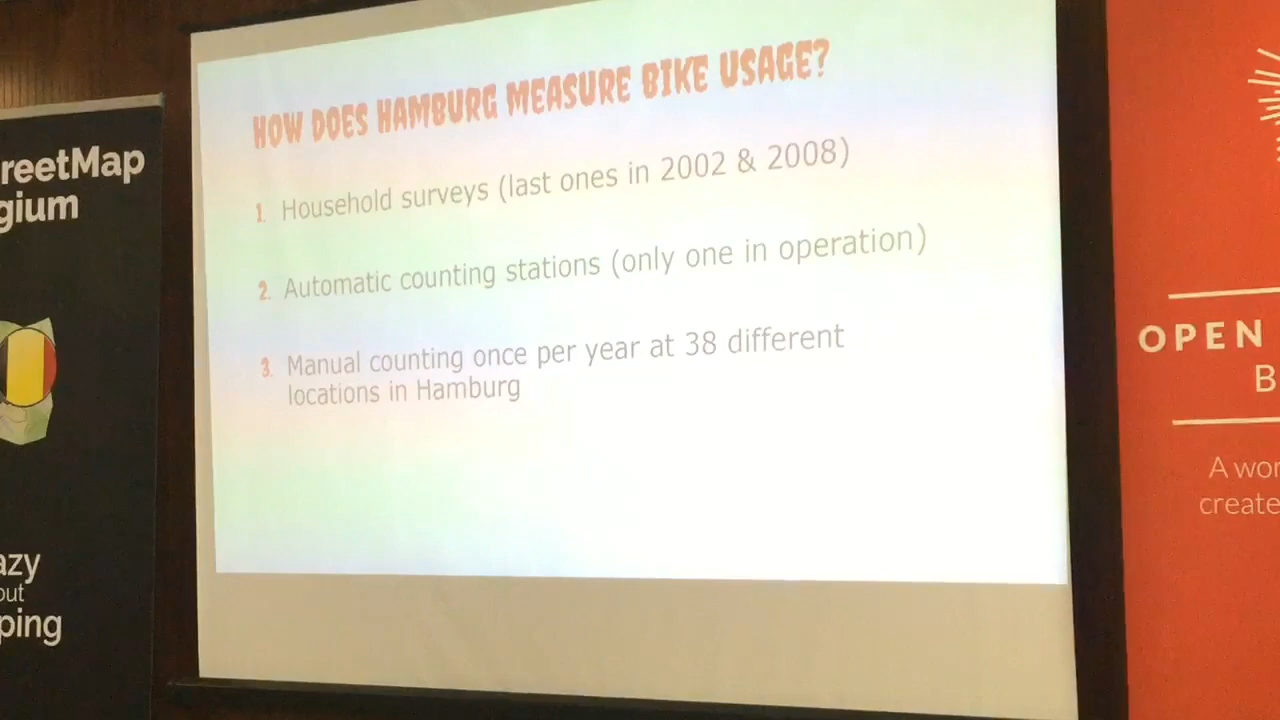 HOW DOES HAMBURG MEASURE BIKE USAGE?
1. Household surveys (last ones in 2002 & 2008)
2. Automatic counting stations (only one in operation)
3. Manual counting once per year at 38 different
locations in Hamburg
reetMap
gium
azy
out
ping
OPEN
B
A wor
create